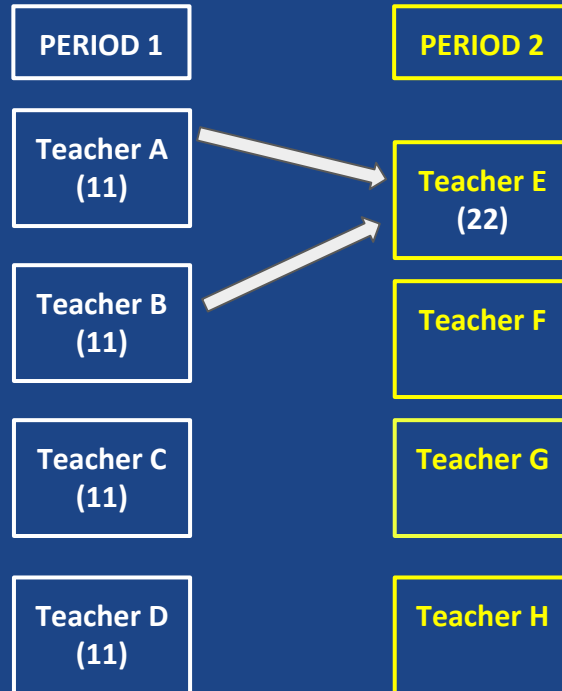 PERIOD 1
Teacher A
(11)
Teacher B
(11)
Teacher C
(11)
Teacher D
(11)
PERIOD 2
Teacher E
(22)
Teacher F
Teacher G
Teacher H